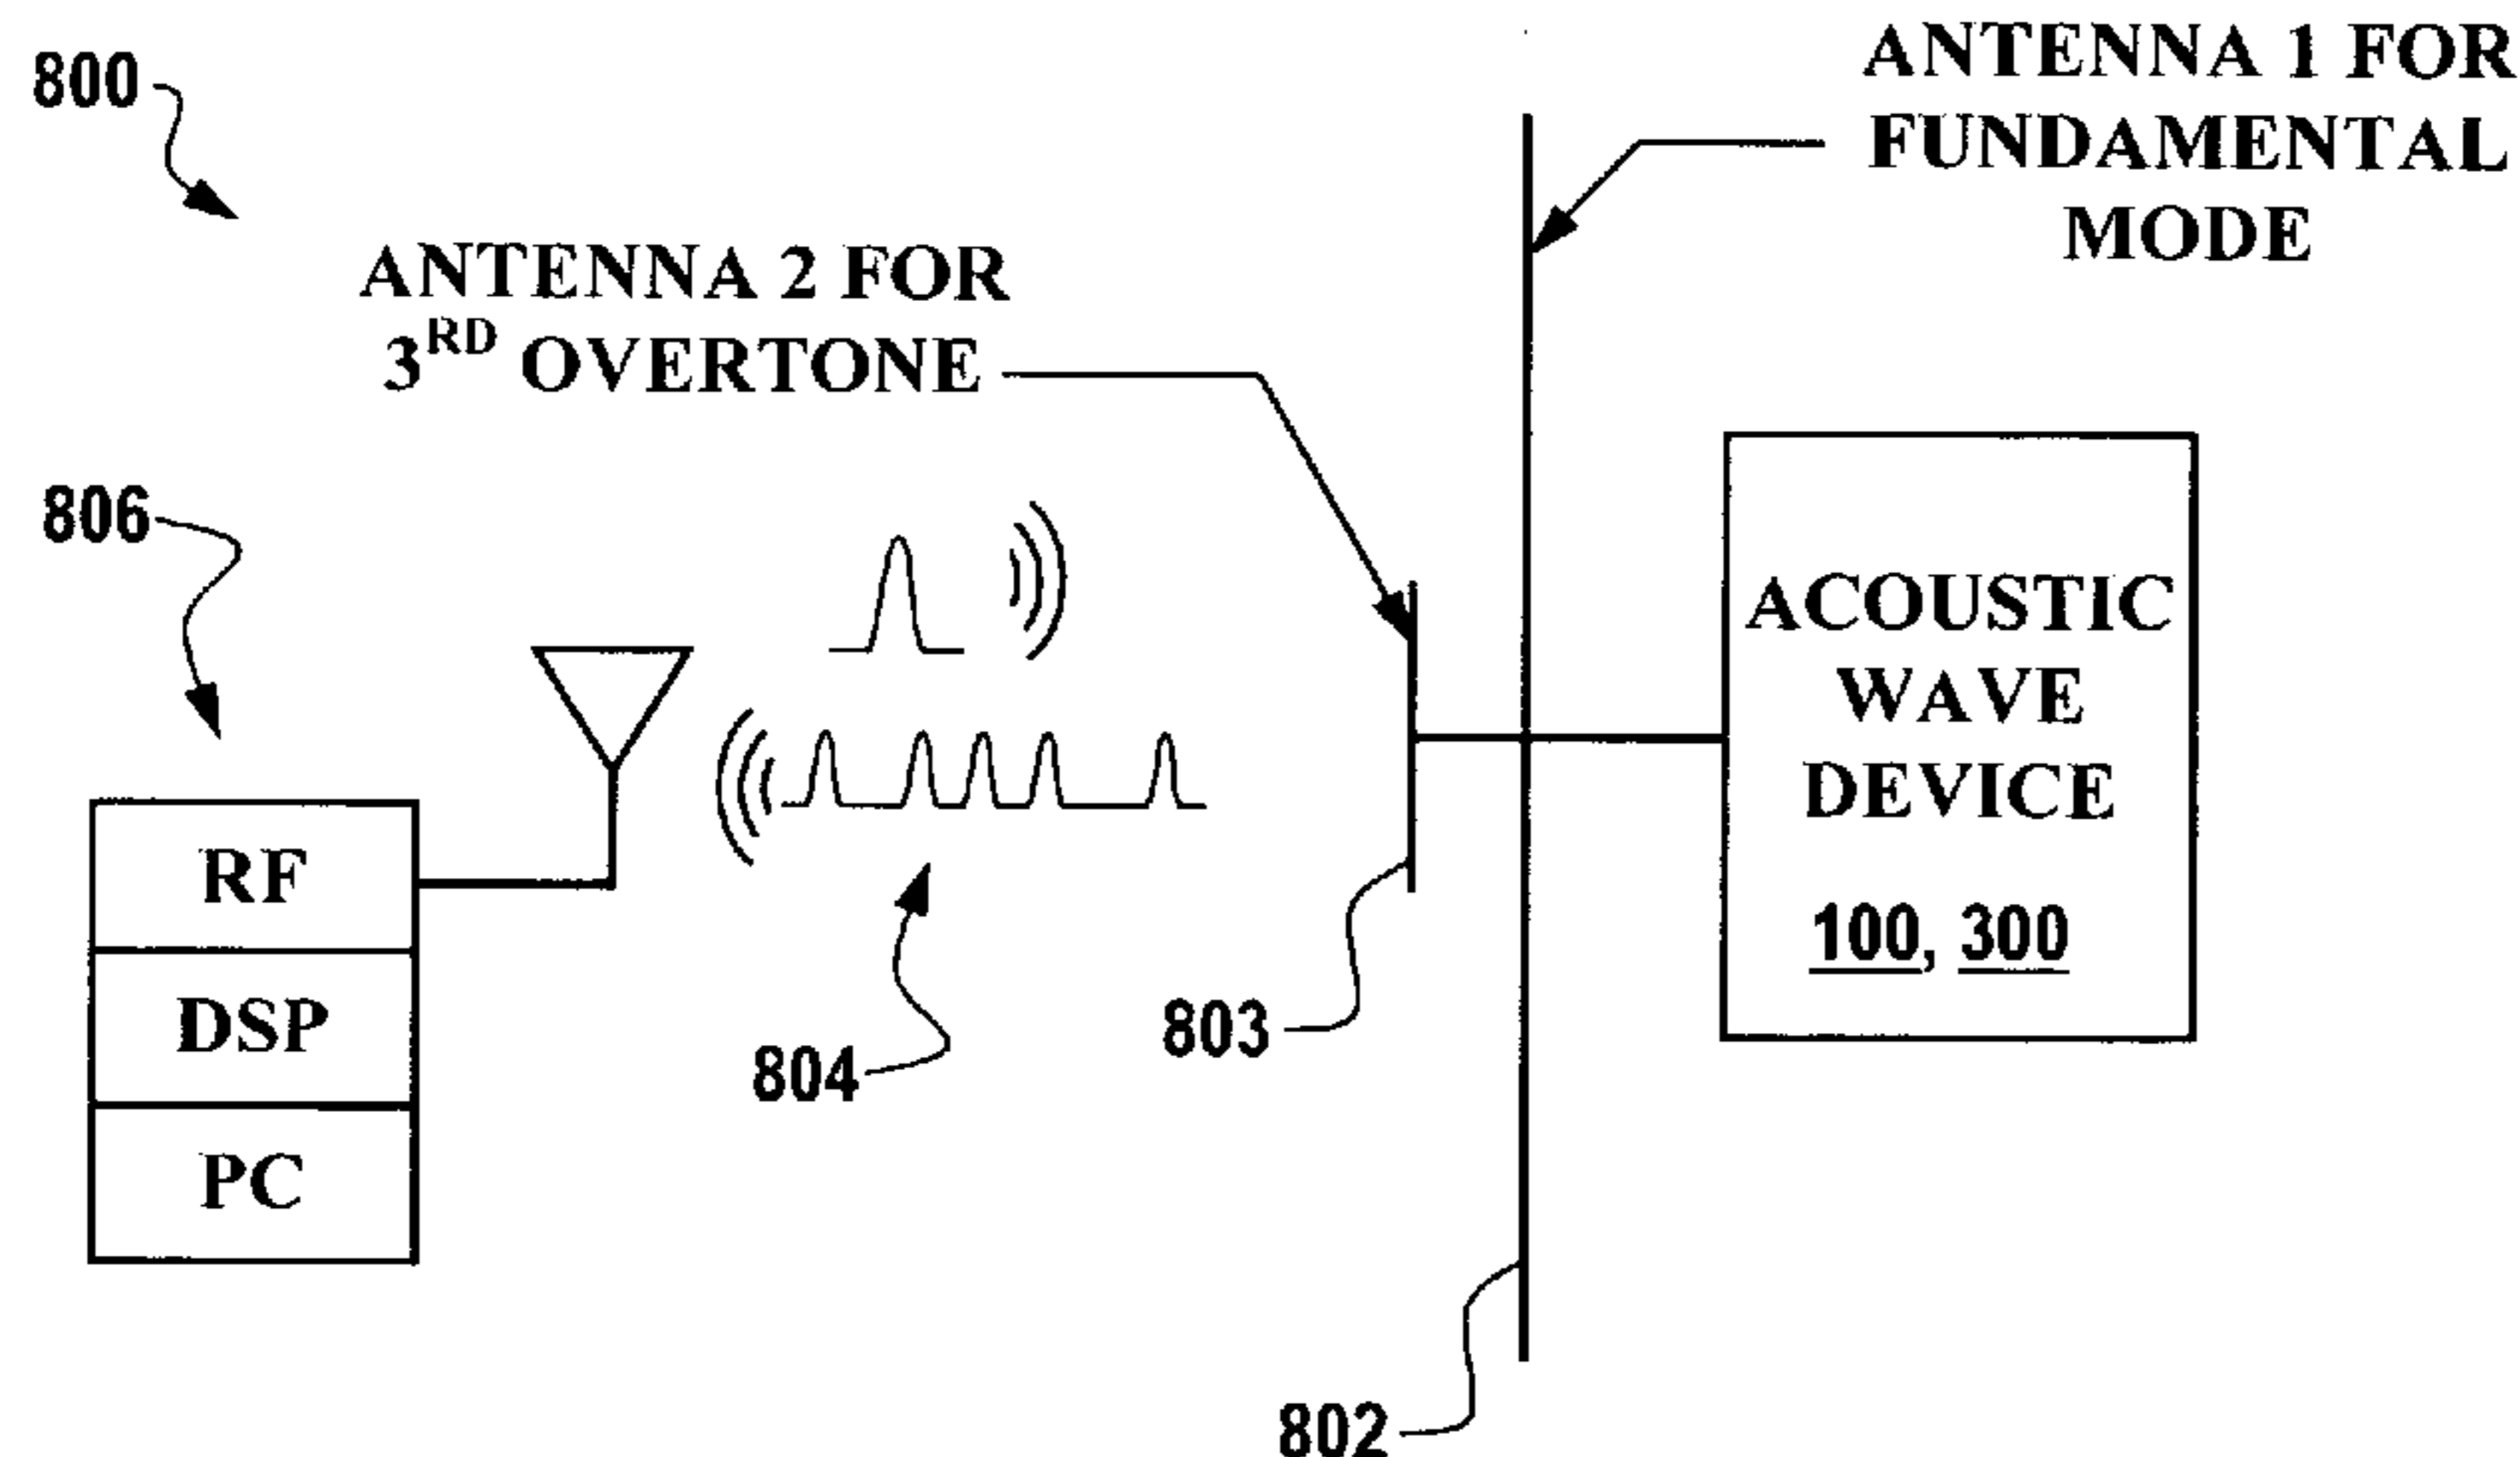 800
ANTENNA 1 FOR
FUNDAMENTAL
MODE
ANTENNA 2 FOR
3RD OVERTONE
806
ACOUSTIC
WAVE
DEVICE
100, 300
RF
DSP
PC
803
804
802